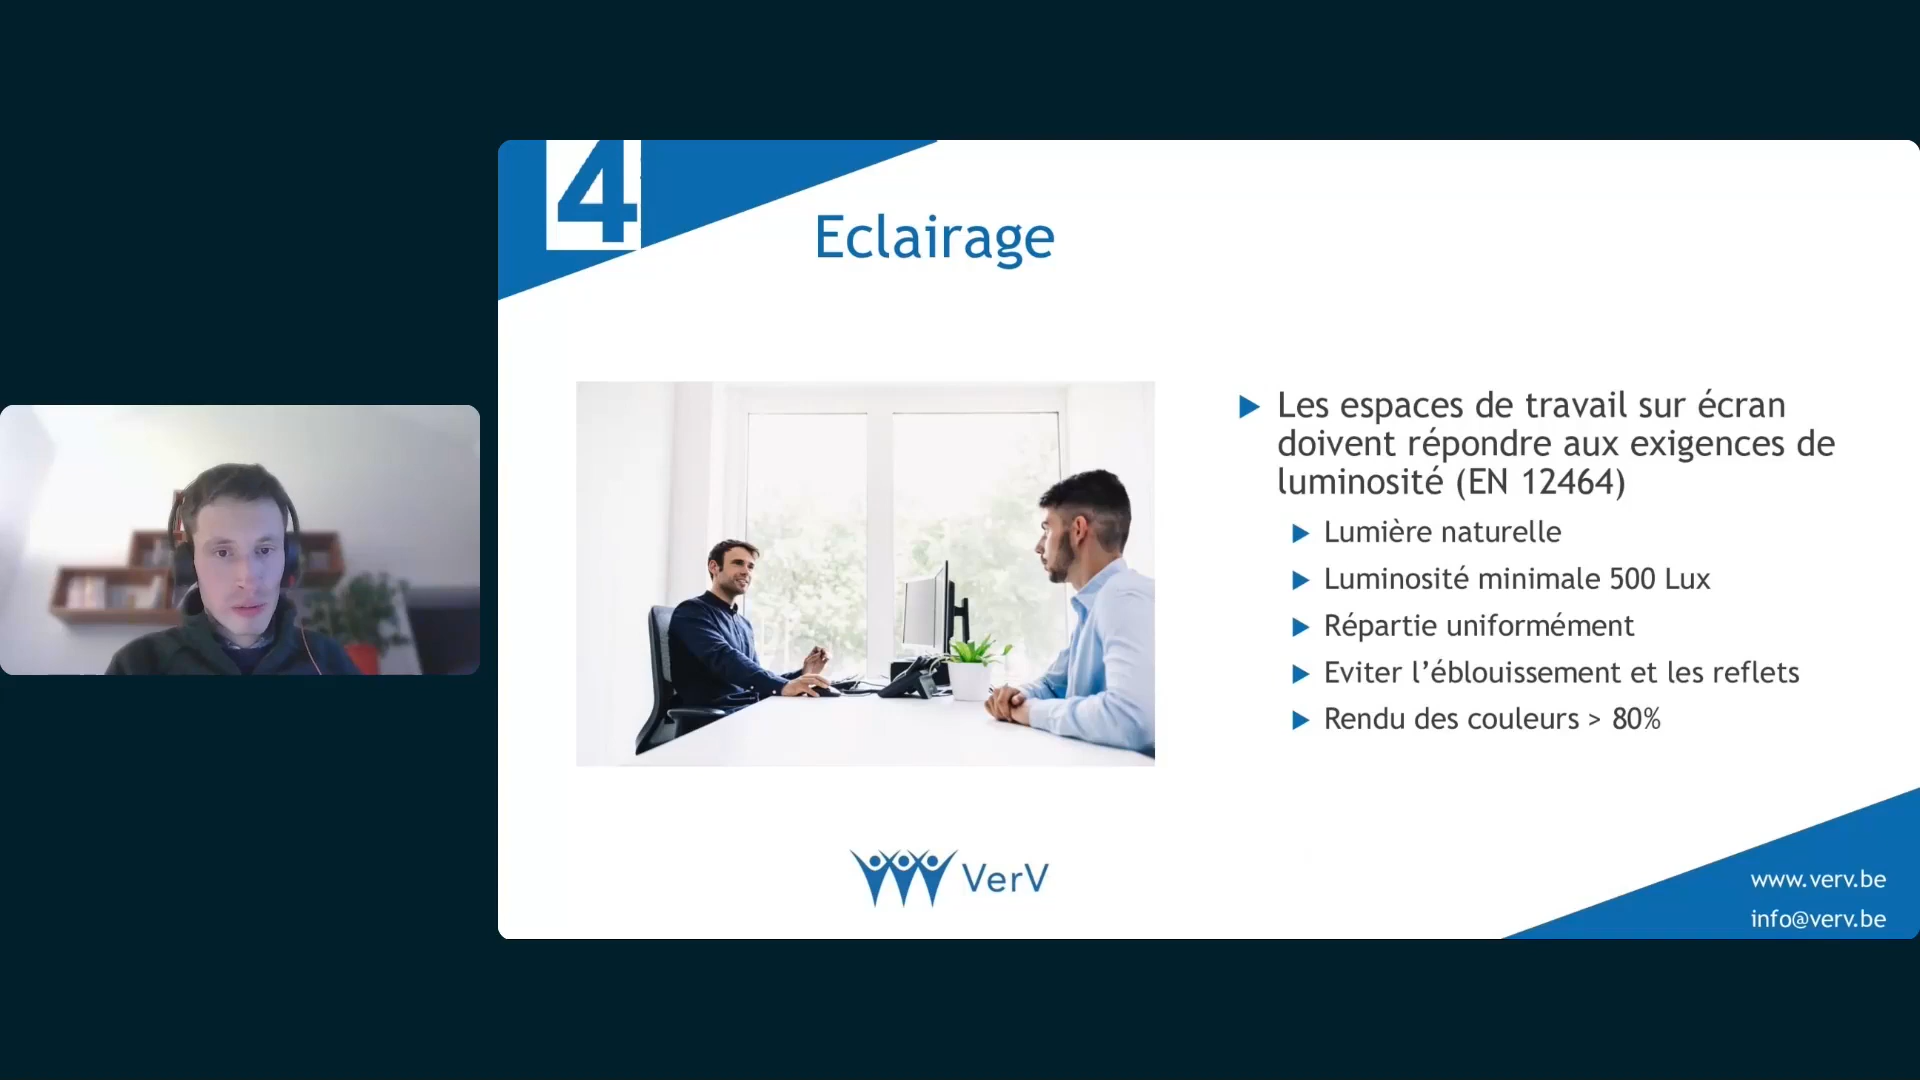 4
Eclairage
Les espaces de travail sur écran
doivent répondre aux exigences de
luminosité (EN 12464)
Lumière naturelle
Luminosité minimale 500 Lux
Répartie uniformément
Eviter l’éblouissement et les reflets
Rendu des couleurs > 80%
VerV
www.verv.be
info@verv.be